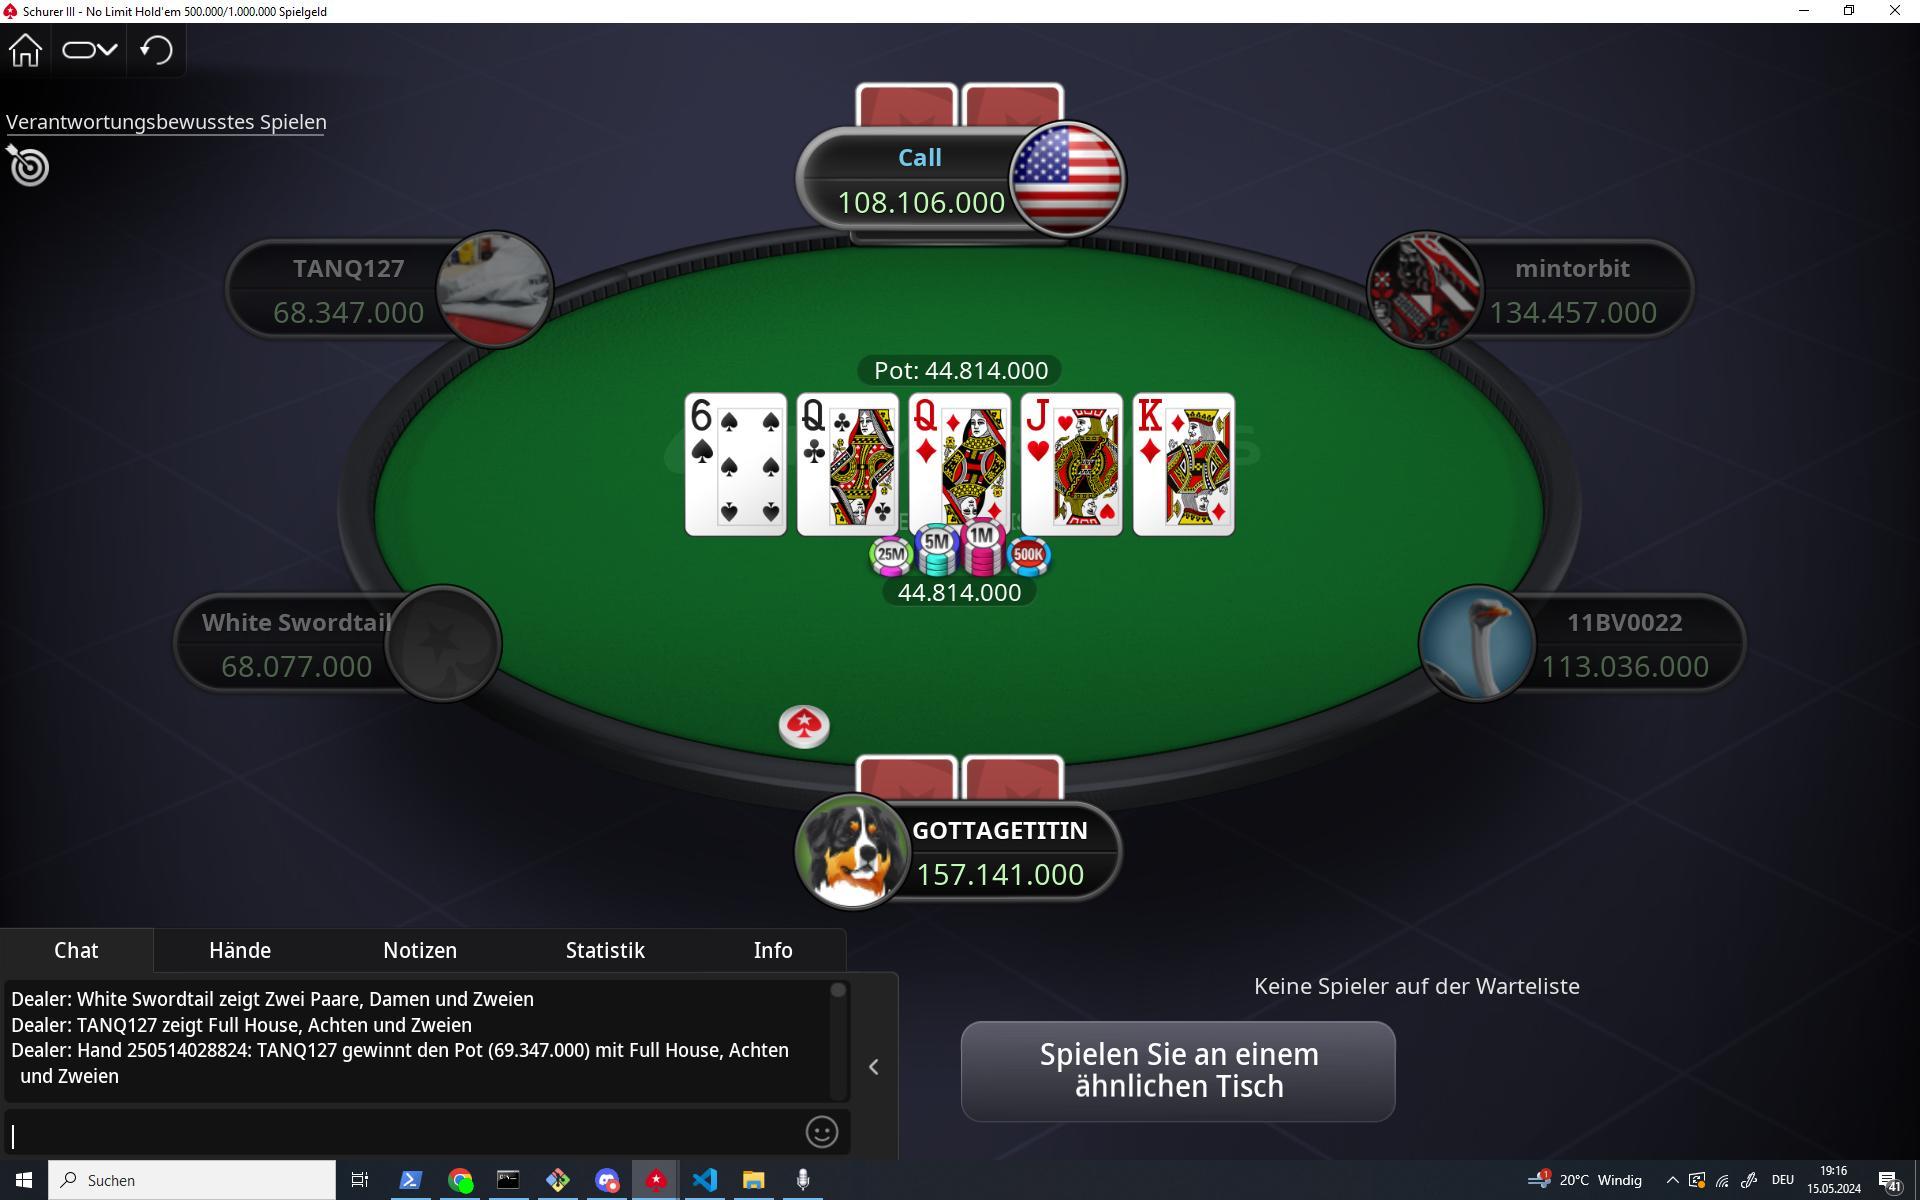 Schurer III - No Limit Hold'em 500.000/1.000.000 Spielgeld
Verantwortungsbewusstes Spielen
Call
108.106.000
TANQ127
68.347.000
mintorbit
134.457.000
Pot: 44.814.000
6
Q
Q
J
K
25M
5M
1M
500K
44.814.000
White Swordtail
68.077.000
11BV0022
113.036.000
GOTTAGETITIN
157.141.000
Chat
Hände
Notizen
Statistik
Info
Dealer: White Swordtail zeigt Zwei Paare, Damen und Zweien
Dealer: TANQ127 zeigt Full House, Achten und Zweien
Dealer: Hand 250514028824: TANQ127 gewinnt den Pot (69.347.000) mit Full House, Achten
und Zweien
Keine Spieler auf der Warteliste
Spielen Sie an einem
ähnlichen Tisch
Suchen
1
20°C Windig
DEU
19:16
15.05.2024
41